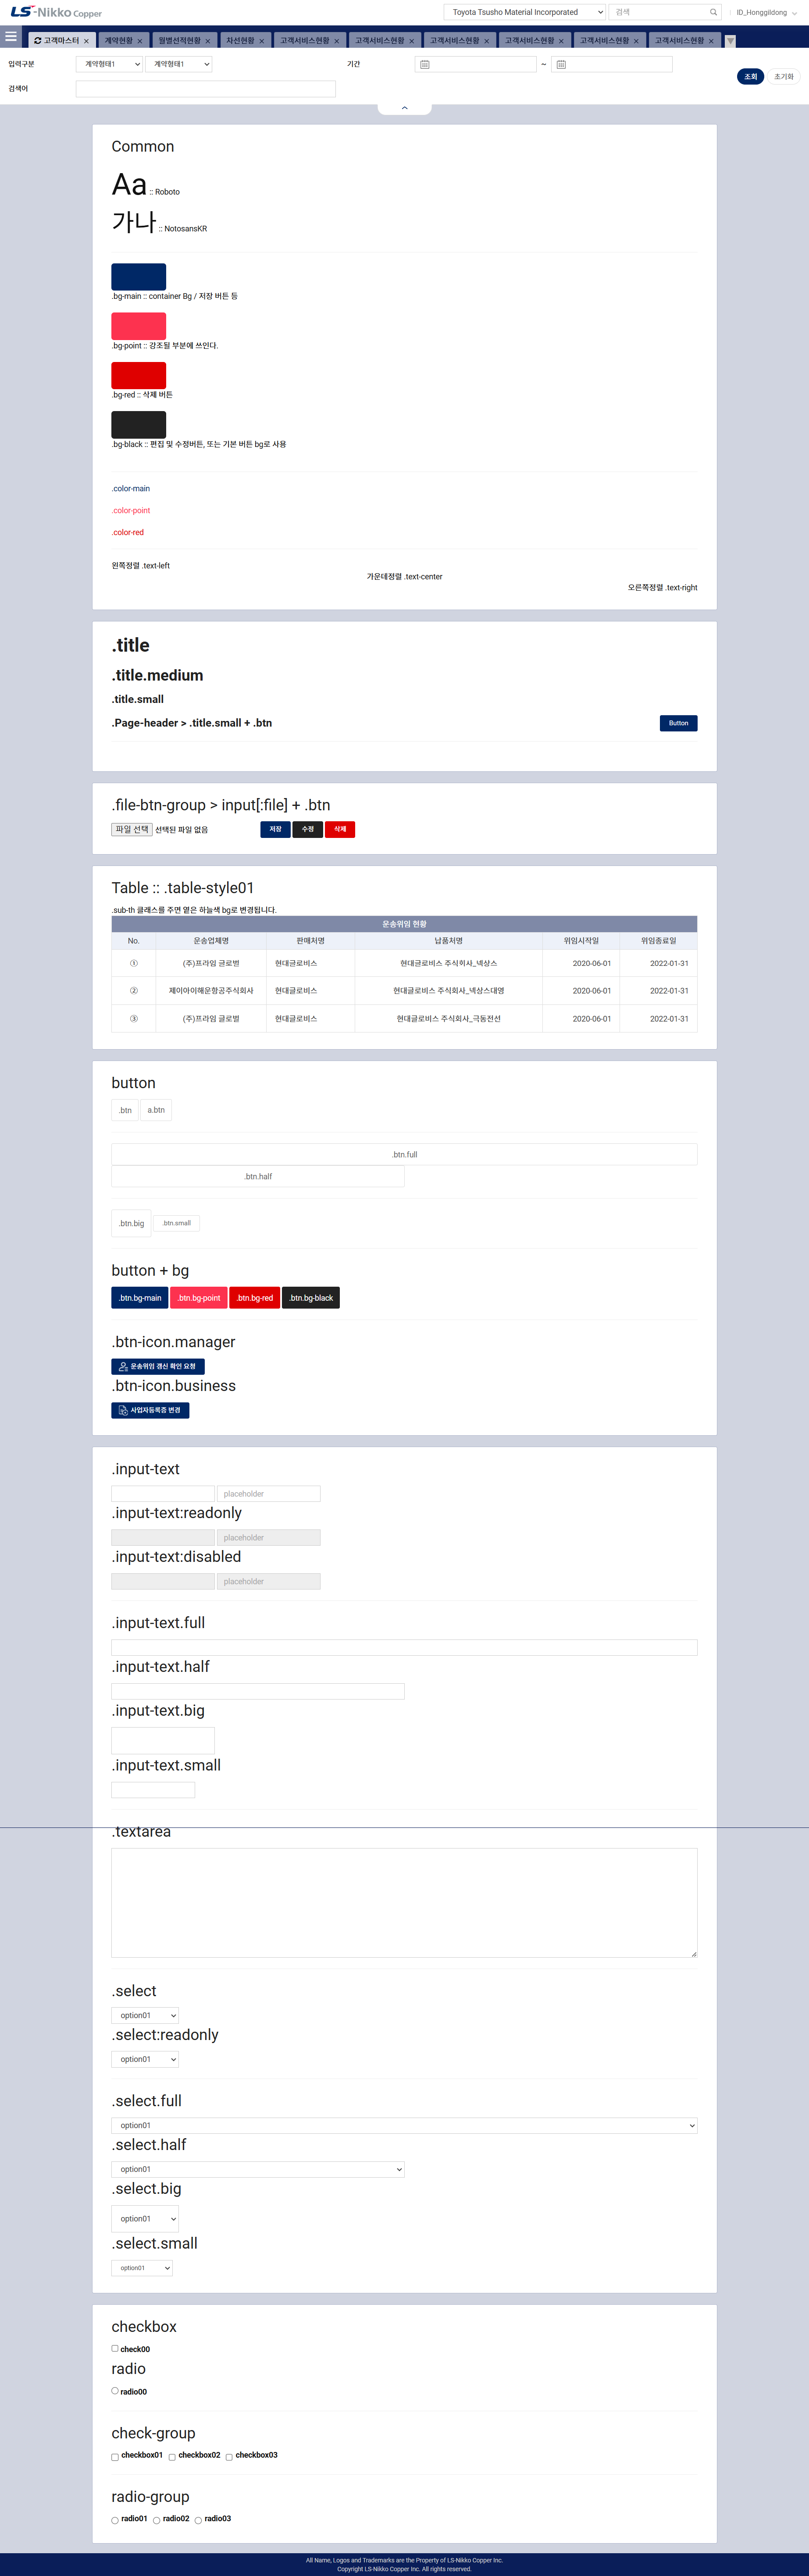 LS-Nikko Copper
Toyota Tsusho Material Incorporated 검색 ID_Honggildong
고객마스터 × 계약현황 × 월별선적현황 × 차선현황 × 고객서비스현황 × 고객서비스현황 × 고객서비스현황 × 고객서비스현황 × 고객서비스현황 × 고객서비스현황 ×
입력구분 계약형태1 계약형태1 기간 ~ 조회 초기화
검색어
Common
Aa :: Roboto
가나 :: NotosansKR
.bg-main :: container Bg / 저장 버튼 등
.bg-point :: 강조될 부분에 쓰인다.
.bg-red :: 삭제 버튼
.bg-black :: 편집 및 수정버튼, 또는 기본 버튼 bg로 사용
.color-main
.color-point
.color-red
왼쪽정렬 .text-left
가운데정렬 .text-center
오른쪽정렬 .text-right
.title
.title.medium
.title.small
.Page-header > .title.small + .btn Button
.file-btn-group > input[:file] + .btn
파일 선택 선택된 파일 없음 저장 수정 삭제
Table :: .table-style01
.sub-th 클래스를 주면 옅은 하늘색 bg로 변경됩니다.
운송위임 현황
No. 운송업체명 판매처명 납품처명 위임시작일 위임종료일
① (주)프라임 글로벌 현대글로비스 현대글로비스 주식회사_넥상스 2020-06-01 2022-01-31
② 제이아이해운항공주식회사 현대글로비스 현대글로비스 주식회사_넥상스대영 2020-06-01 2022-01-31
③ (주)프라임 글로벌 현대글로비스 현대글로비스 주식회사_극동전선 2020-06-01 2022-01-31
button
.btn a.btn
.btn.full
.btn.half
.btn.big .btn.small
button + bg
.btn.bg-main .btn.bg-point .btn.bg-red .btn.bg-black
.btn-icon.manager
운송위임 갱신 확인 요청
.btn-icon.business
사업자등록증 변경
.input-text
placeholder
.input-text:readonly
placeholder
.input-text:disabled
placeholder
.input-text.full
.input-text.half
.input-text.big
.input-text.small
.textarea
.select
option01
.select:readonly
option01
.select.full
option01
.select.half
option01
.select.big
option01
.select.small
option01
checkbox
check00
radio
radio00
check-group
checkbox01 checkbox02 checkbox03
radio-group
radio01 radio02 radio03
All Name, Logos and Trademarks are the Property of LS-Nikko Copper Inc.
Copyright LS-Nikko Copper Inc. All rights reserved.